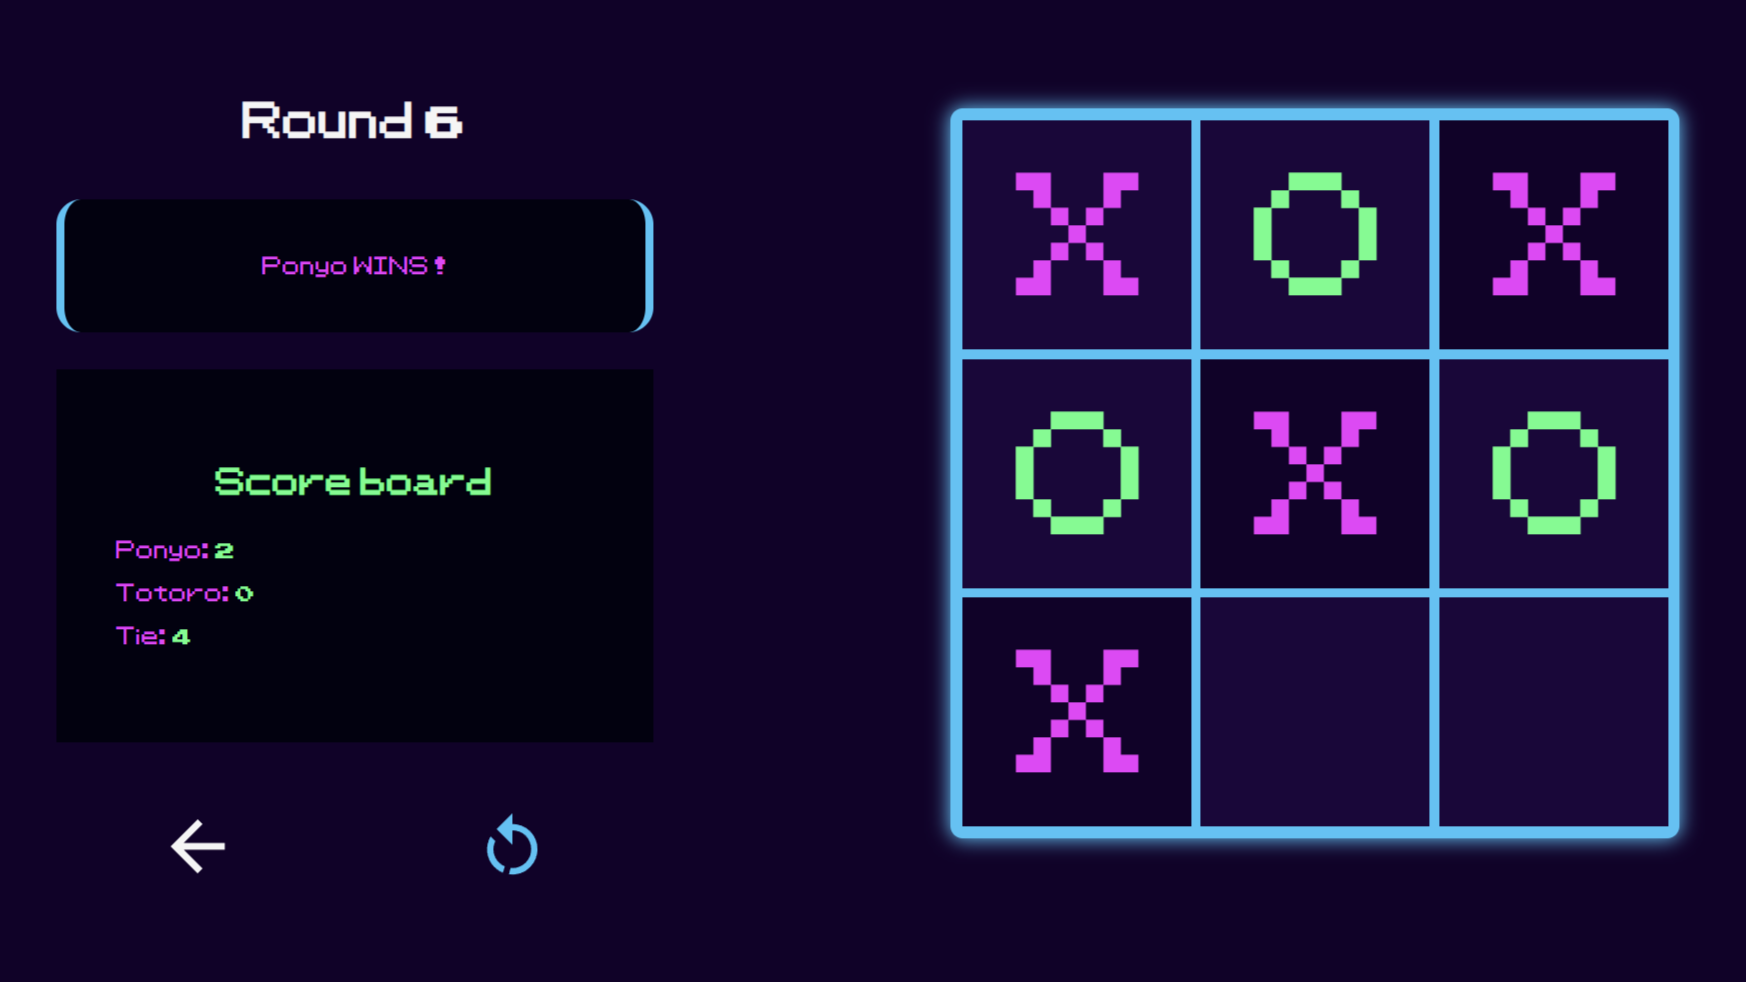 Round 6
Ponyo WINS!
Scoreboard
Ponyo: 2
Totoro: 0
Tie: 4
X O X
O X O
X